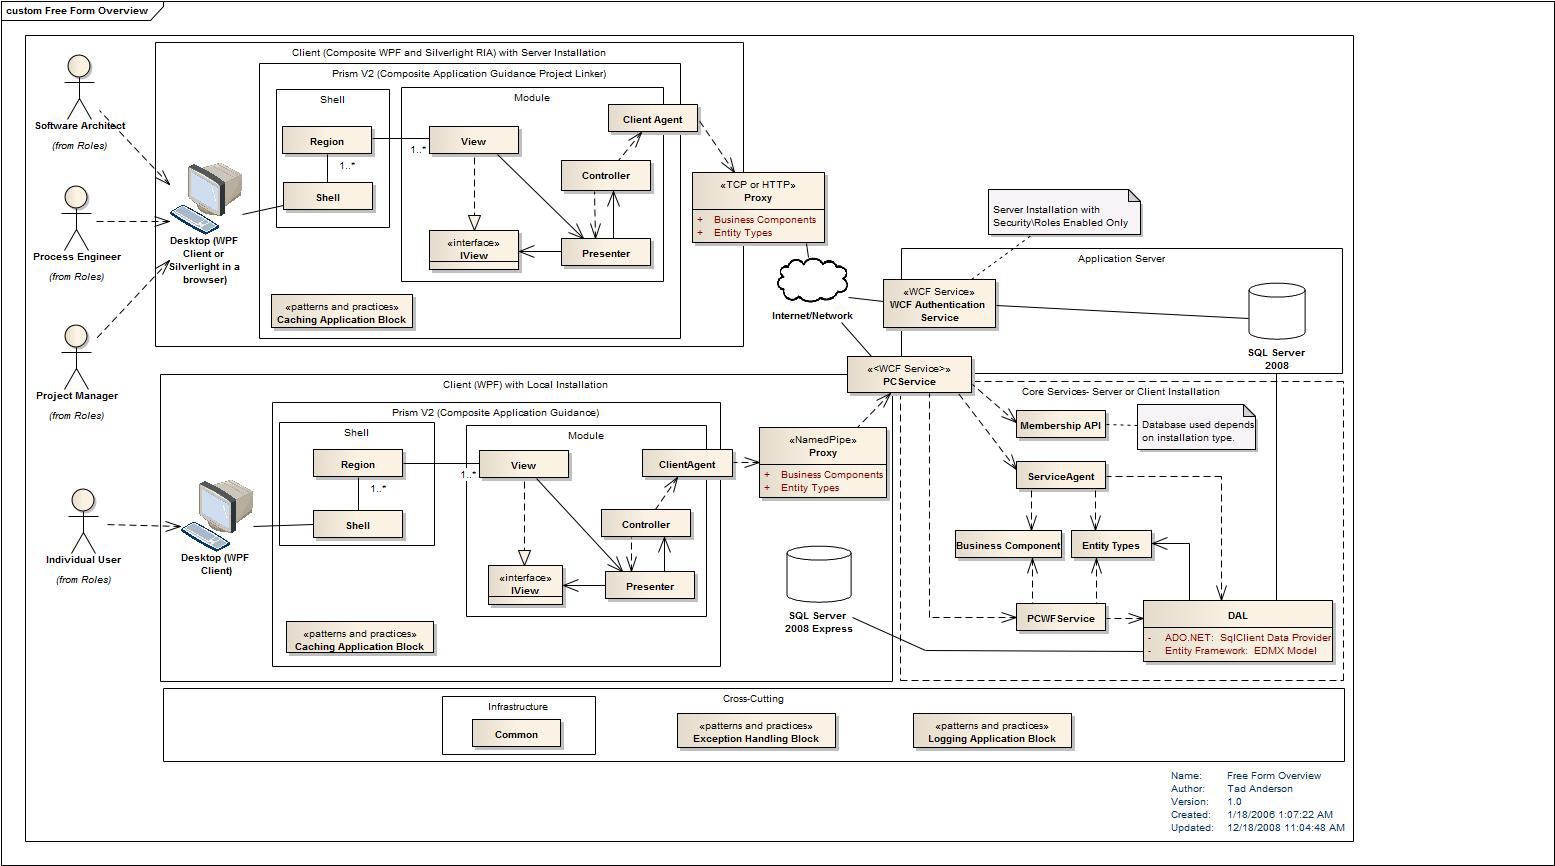 custom Free Form Overview
Client (Composite WPF and Silverlight RIA) with Server Installation
Prism V2 (Composite Application Guidance Project Linker)
Shell
Region
1..*
Shell
Module
1..*
View
«interface»
IView
Client Agent
Controller
Presenter
«patterns and practices»
Caching Application Block
Software Architect
(from Roles)
Process Engineer
(from Roles)
Project Manager
(from Roles)
Desktop (WPF
Client or
Silverlight in a
browser)
«TCP or HTTP»
Proxy
+ Business Components
+ Entity Types
Internet/Network
Server Installation with
Security\Roles Enabled Only
Application Server
«WCF Service»
WCF Authentication
Service
SQL Server
2008
«<WCF Service>»
PCService
Client (WPF) with Local Installation
Prism V2 (Composite Application Guidance)
Shell
Region
1..*
Shell
Module
1..*
View
«interface»
IView
ClientAgent
Controller
Presenter
«patterns and practices»
Caching Application Block
Individual User
(from Roles)
Desktop (WPF
Client)
«NamedPipe»
Proxy
+ Business Components
+ Entity Types
SQL Server
2008 Express
Core Services- Server or Client Installation
Membership API
Database used depends
on installation type.
ServiceAgent
Business Component
Entity Types
PCWFService
DAL
- ADO.NET: SqlClient Data Provider
- Entity Framework: EDMX Model
Cross-Cutting
Infrastructure
Common
«patterns and practices»
Exception Handling Block
«patterns and practices»
Logging Application Block
Name: Free Form Overview
Author: Tad Anderson
Version: 1.0
Created: 1/18/2006 1:07:22 AM
Updated: 12/18/2008 11:04:48 AM